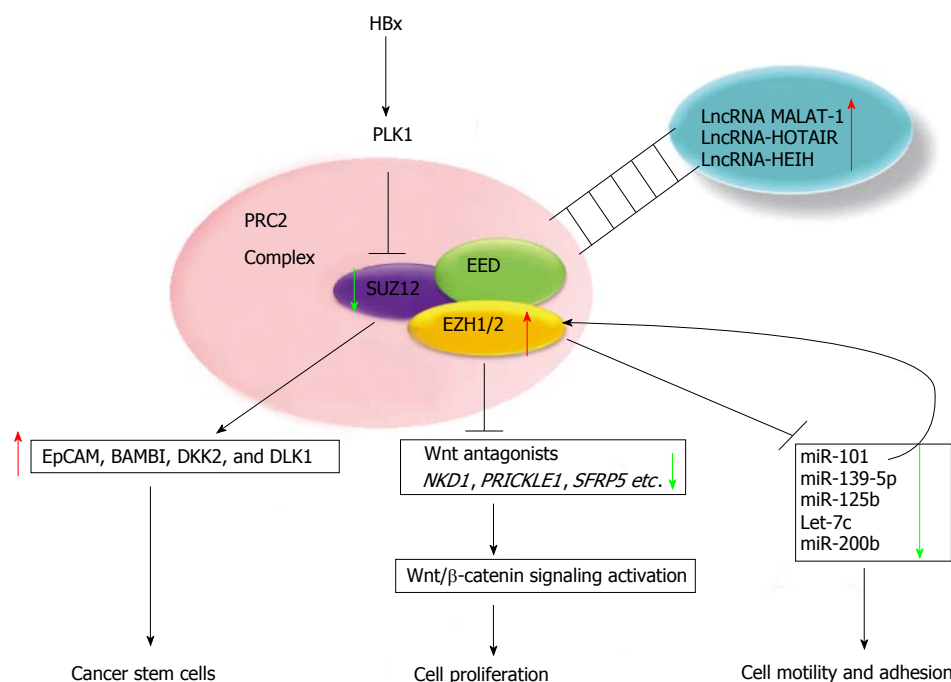 HBx
PLK1
LncRNA MALAT-1
LncRNA-HOTAIR
LncRNA-HEIH
PRC2
Complex
EED
SUZ12
EZH1/2
EpCAM, BAMBI, DKK2, and DLK1
Wnt antagonists
NKD1, PRICKLE1, SFRP5 etc.
miR-101
miR-139-5p
miR-125b
Let-7c
miR-200b
Wnt/β-catenin signaling activation
Cancer stem cells
Cell proliferation
Cell motility and adhesion